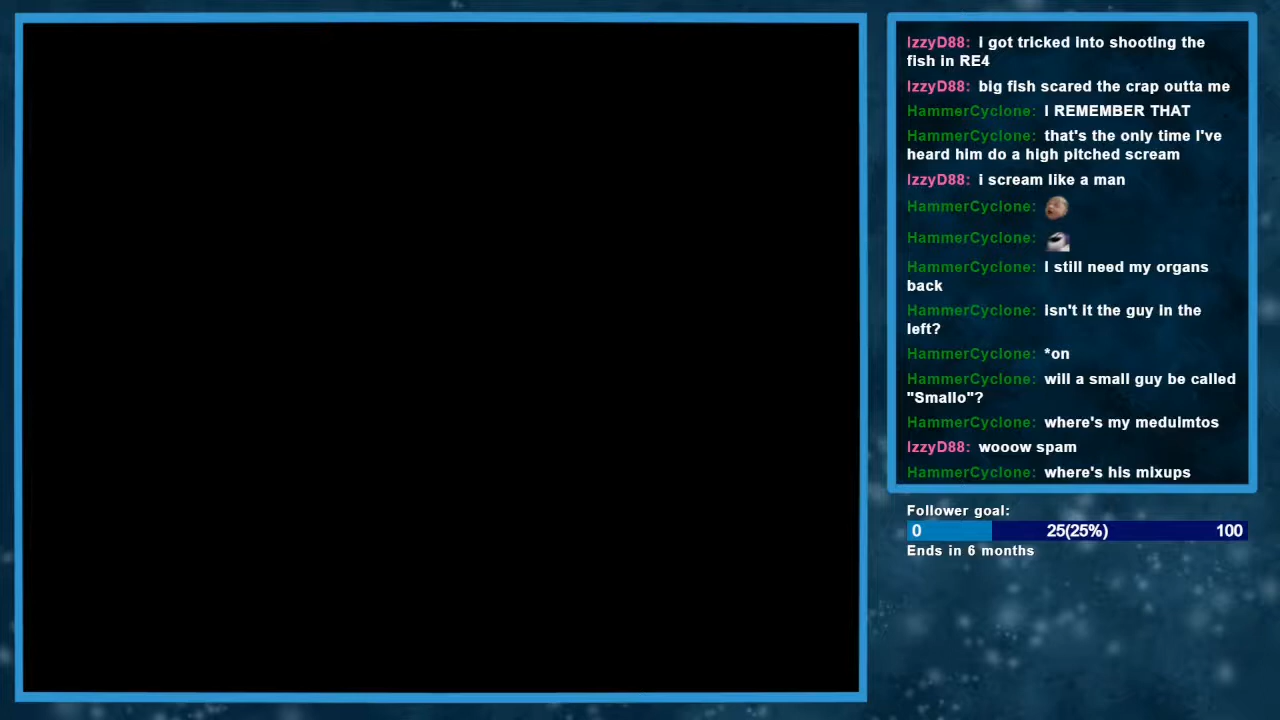 IzzyD88: i got tricked into shooting the
fish in RE4
IzzyD88: big fish scared the crap outta me
HammerCyclone: I REMEMBER THAT
HammerCyclone: that's the only time I've
heard him do a high pitched scream
IzzyD88: i scream like a man
HammerCyclone:
HammerCyclone:
HammerCyclone: I still need my organs
back
HammerCyclone: isn't it the guy in the
left?
HammerCyclone: *on
HammerCyclone: will a small guy be called
"Smallo"?
HammerCyclone: where's my medulmtos
IzzyD88: wooow spam
HammerCyclone: where's his mixups
Follower goal:
0 25(25%) 100
Ends in 6 months